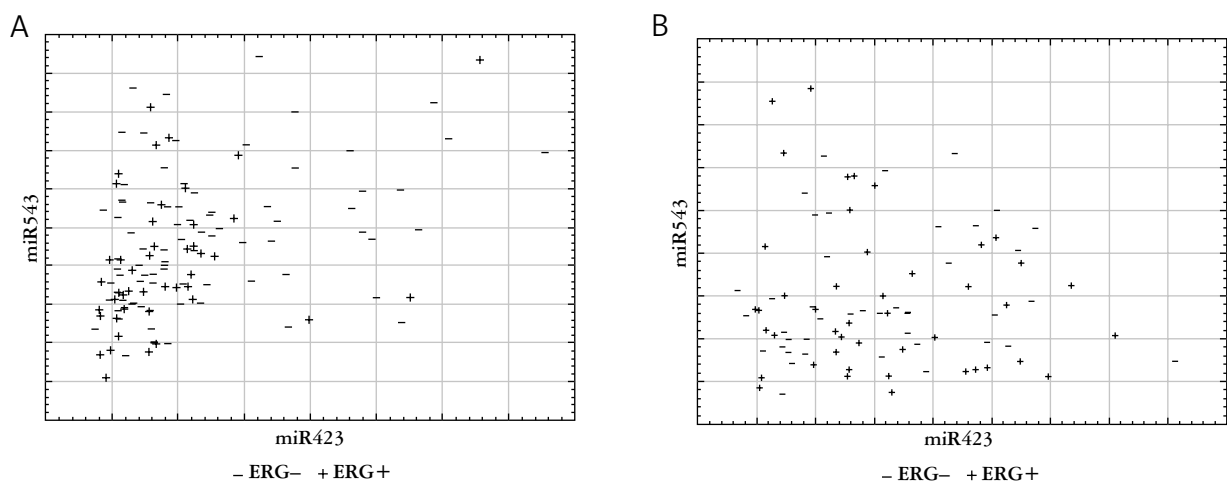 A
B
miR543
miR423
– ERG– + ERG+
miR543
miR423
– ERG– + ERG+